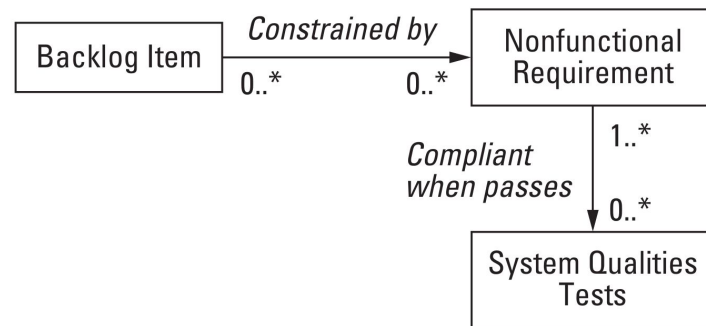 Constrained by
Backlog Item
0..*
0..*
Nonfunctional
Requirement
1..*
Compliant
when passes
0..*
System Qualities
Tests